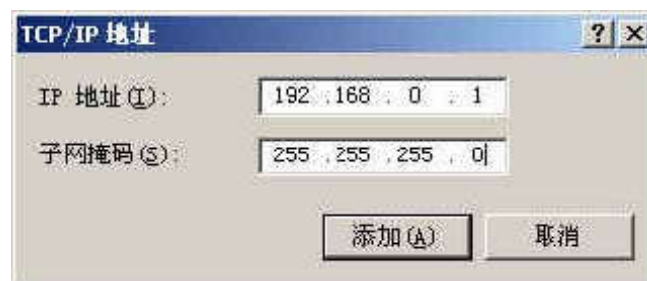 TCP/IP 地址
IP 地址(I): 192 .168 . 0 . 1
子网掩码(S): 255 .255 .255 . 0
添加(A) 取消